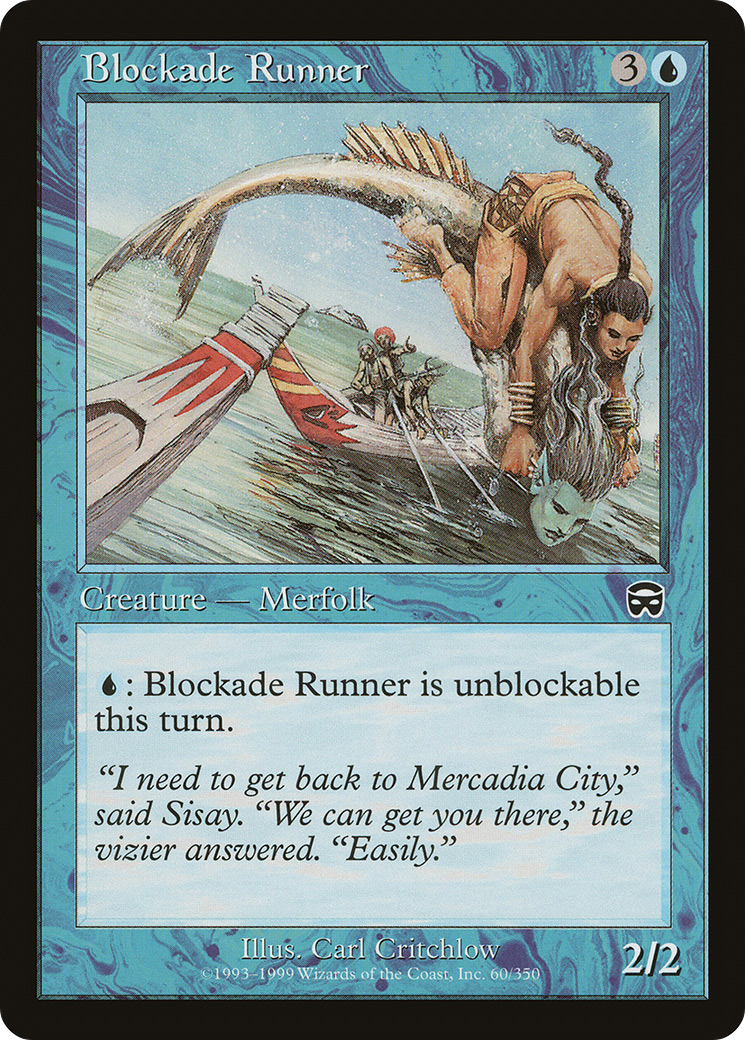 Blockade Runner 3
Creature — Merfolk
: Blockade Runner is unblockable
this turn.
“I need to get back to Mercadia City,”
said Sisay. “We can get you there,” the
vizier answered. “Easily.”
Illus. Carl Critchlow
©1993–1999 Wizards of the Coast, Inc. 60/350
2/2